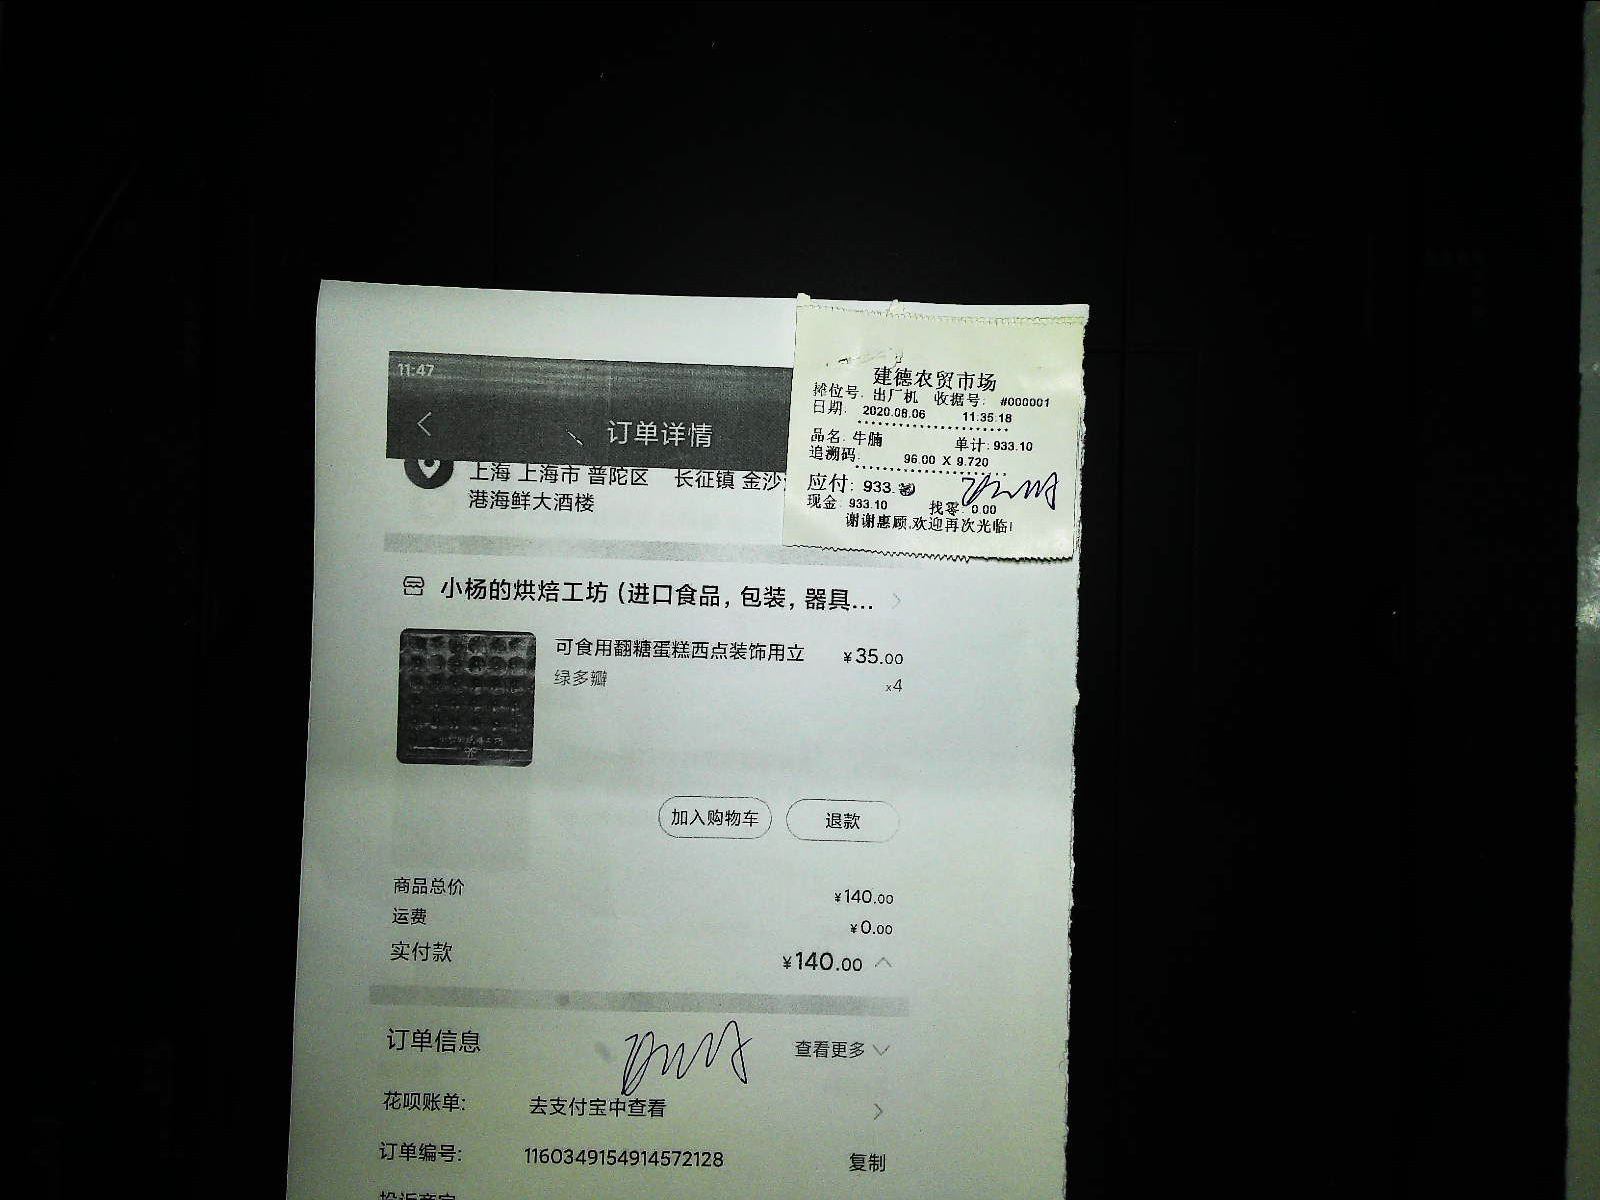 11:47
订单详情
上海 上海市 普陀区 长征镇 金沙
港海鲜大酒楼
建德农贸市场
摊位号: 出厂机 收据号: #000001
日期: 2020.08.06 11:35:18
品名: 牛腩 单计: 933.10
追溯码: 96.00 X 9.720
应付: 933.
现金: 933.10 找零: 0.00
谢谢惠顾,欢迎再次光临!
小杨的烘焙工坊 (进口食品, 包装, 器具...
可食用翻糖蛋糕西点装饰用立 ¥35.00
绿多瓣 x4
加入购物车 退款
商品总价 ¥140.00
运费 ¥0.00
实付款 ¥140.00
订单信息 查看更多
花呗账单: 去支付宝中查看
订单编号: 1160349154914572128 复制